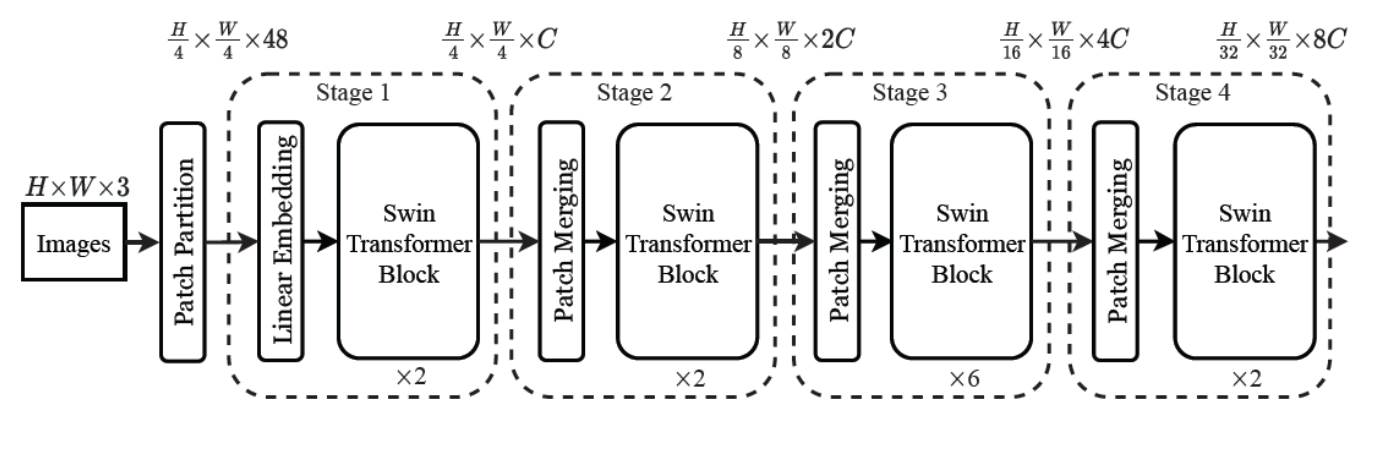 H/4 × W/4 × 48
H/4 × W/4 × C
H/8 × W/8 × 2C
H/16 × W/16 × 4C
H/32 × W/32 × 8C
Stage 1
Stage 2
Stage 3
Stage 4
H×W×3
Images
Patch Partition
Linear Embedding
Swin
Transformer
Block
×2
Patch Merging
Swin
Transformer
Block
×2
Patch Merging
Swin
Transformer
Block
×6
Patch Merging
Swin
Transformer
Block
×2